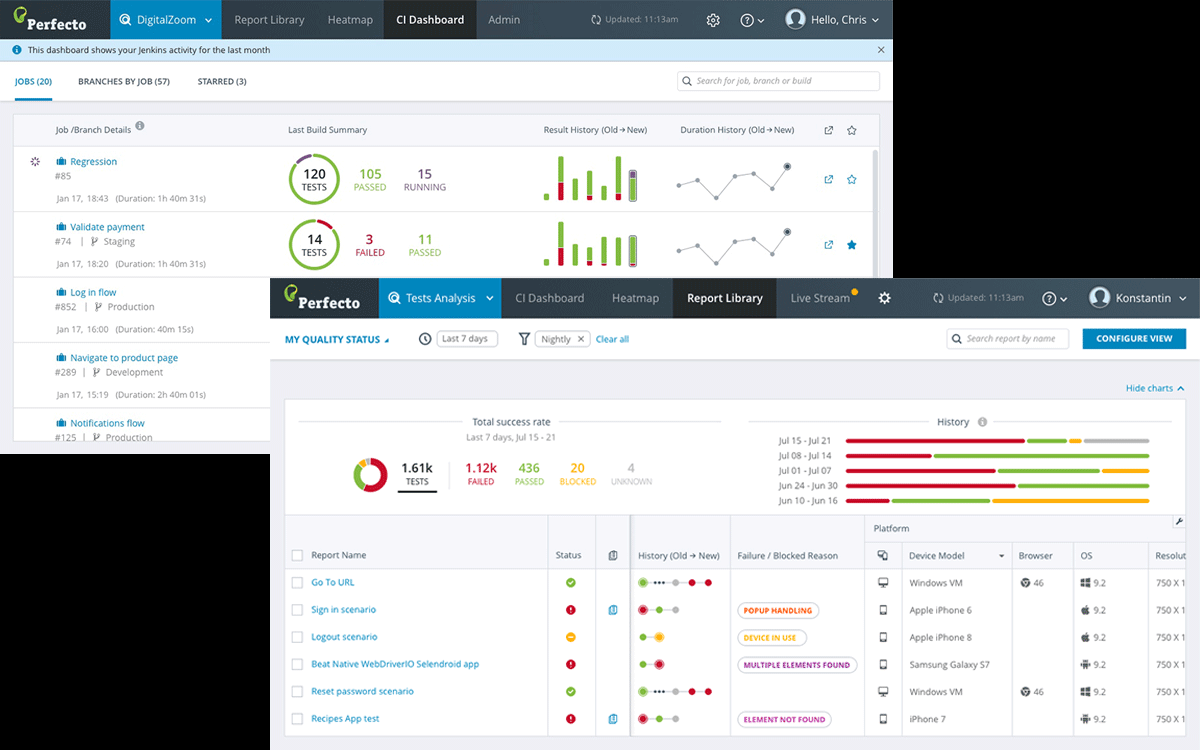 Perfecto DigitalZoom Report Library Heatmap CI Dashboard Admin Updated: 11:13am Hello, Chris
This dashboard shows your Jenkins activity for the last month
JOBS (20) BRANCHES BY JOB (57) STARRED (3) Search for job, branch or build
Job /Branch Details Last Build Summary Result History (Old → New) Duration History (Old → New)
Regression
#85
Jan 17, 18:43 (Duration: 1h 40m 31s)
120 TESTS 105 PASSED 15 RUNNING
Validate payment
#74 | Staging
Jan 17, 18:20 (Duration: 1h 40m 31s)
14 TESTS 3 FAILED 11 PASSED
Log in flow
#852 | Production
Jan 17, 16:00 (Duration: 40m 15s)
Navigate to product page
#289 | Development
Jan 17, 15:19 (Duration: 2h 40m 01s)
Notifications flow
#125 | Production
Perfecto Tests Analysis CI Dashboard Heatmap Report Library Live Stream Updated: 11:13am Konstantin
MY QUALITY STATUS Last 7 days Nightly Clear all Search report by name CONFIGURE VIEW
Hide charts
Total success rate
Last 7 days, Jul 15 - 21
1.61k TESTS 1.12k FAILED 436 PASSED 20 BLOCKED 4 UNKNOWN
History
Jul 15 - Jul 21
Jul 08 - Jul 14
Jul 01 - Jul 07
Jun 24 - Jun 30
Jun 10 - Jun 16
Platform
Report Name Status History (Old → New) Failure / Blocked Reason Device Model Browser OS Resolut
Go To URL Windows VM 46 9.2 750 X 1
Sign in scenario POPUP HANDLING Apple iPhone 6 9.2 750 X 1
Logout scenario DEVICE IN USE Apple iPhone 8 9.2 750 X 1
Beat Native WebDriverIO Selendroid app MULTIPLE ELEMENTS FOUND Samsung Galaxy S7 9.2 750 X 1
Reset password scenario Windows VM 46 9.2 750 X 1
Recipes App test ELEMENT NOT FOUND iPhone 7 9.2 750 X 1